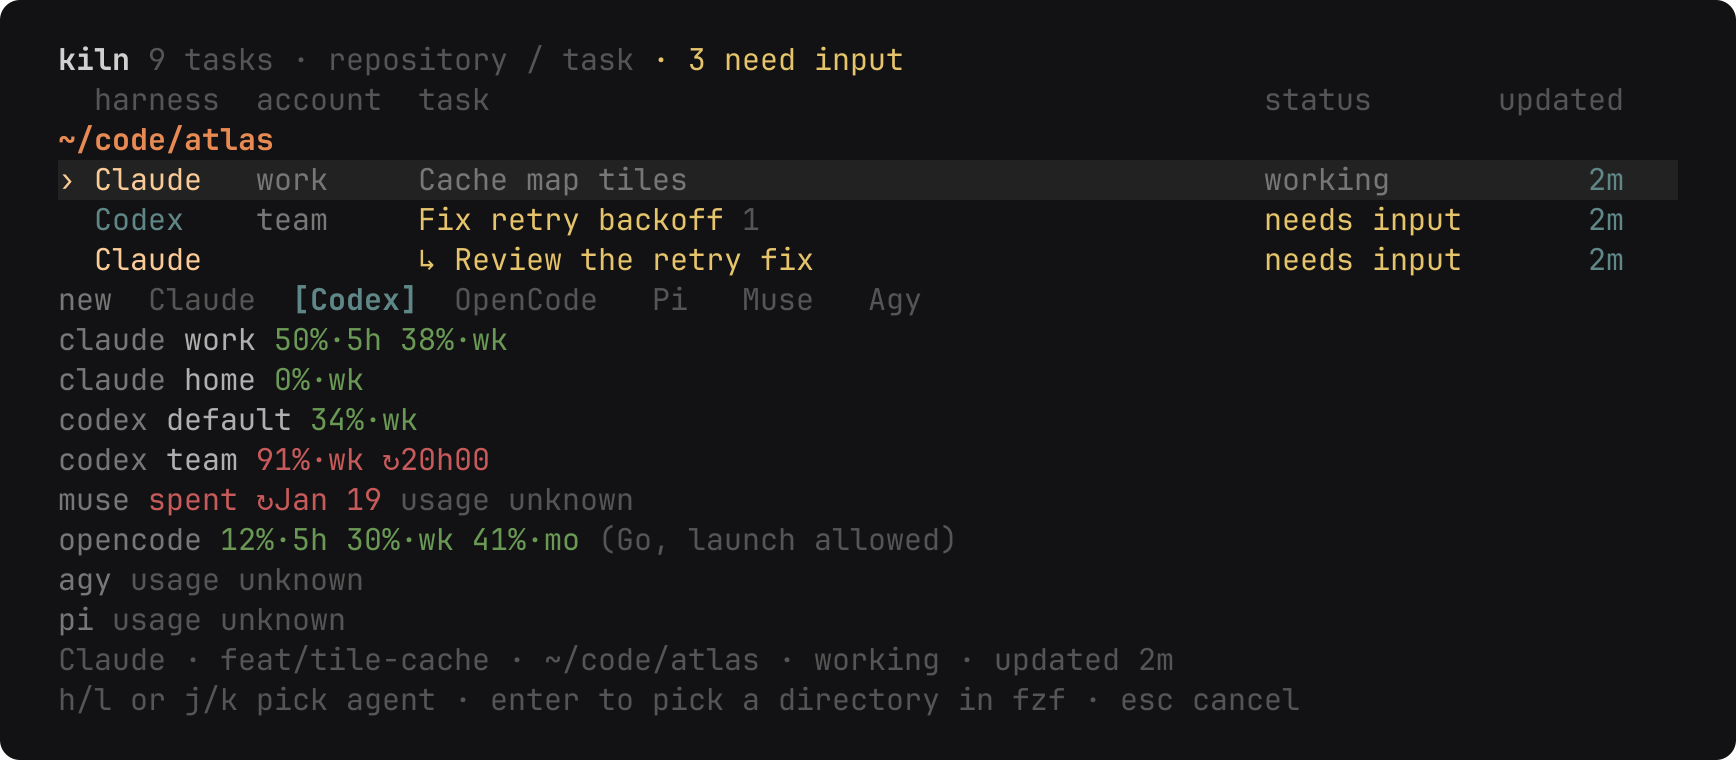 kiln 9 tasks · repository / task · 3 need input
harness account task status updated
~/code/atlas
› Claude work Cache map tiles working 2m
Codex team Fix retry backoff 1 needs input 2m
Claude ↳ Review the retry fix needs input 2m
new Claude [Codex] OpenCode Pi Muse Agy
claude work 50%·5h 38%·wk
claude home 0%·wk
codex default 34%·wk
codex team 91%·wk ↻20h00
muse spent ↻Jan 19 usage unknown
opencode 12%·5h 30%·wk 41%·mo (Go, launch allowed)
agy usage unknown
pi usage unknown
Claude · feat/tile-cache · ~/code/atlas · working · updated 2m
h/l or j/k pick agent · enter to pick a directory in fzf · esc cancel